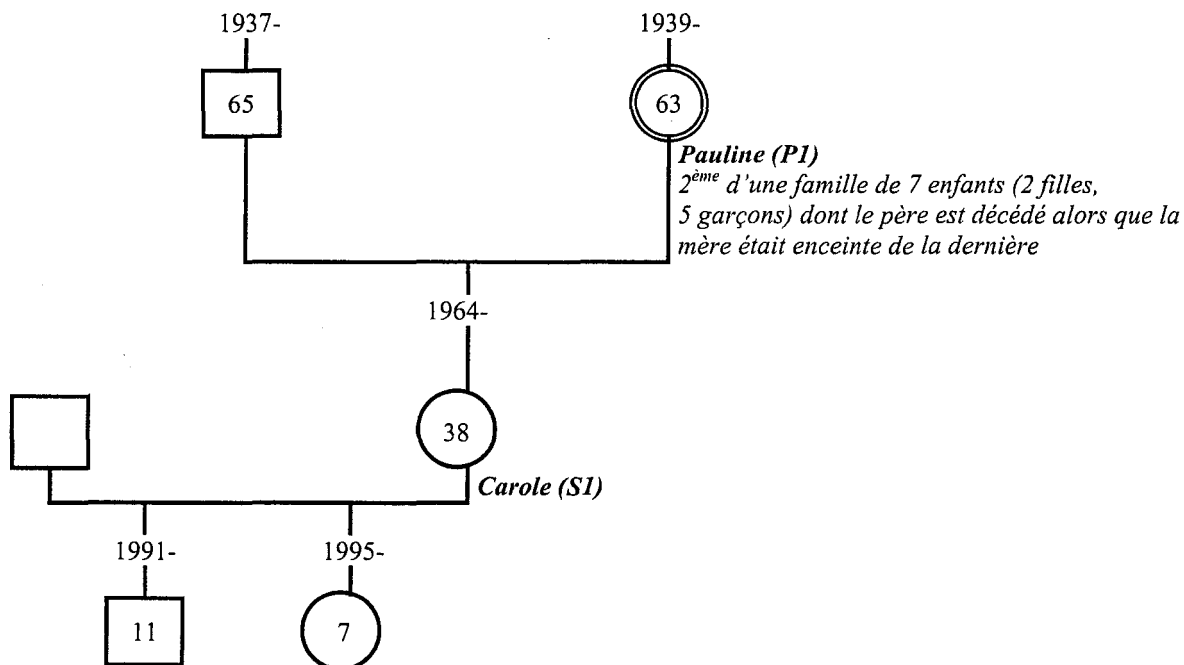 1937-
1939-
65
63
Pauline (P1)
2ème d'une famille de 7 enfants (2 filles,
5 garçons) dont le père est décédé alors que la
mère était enceinte de la dernière
1964-
38
Carole (S1)
1991-
1995-
11
7